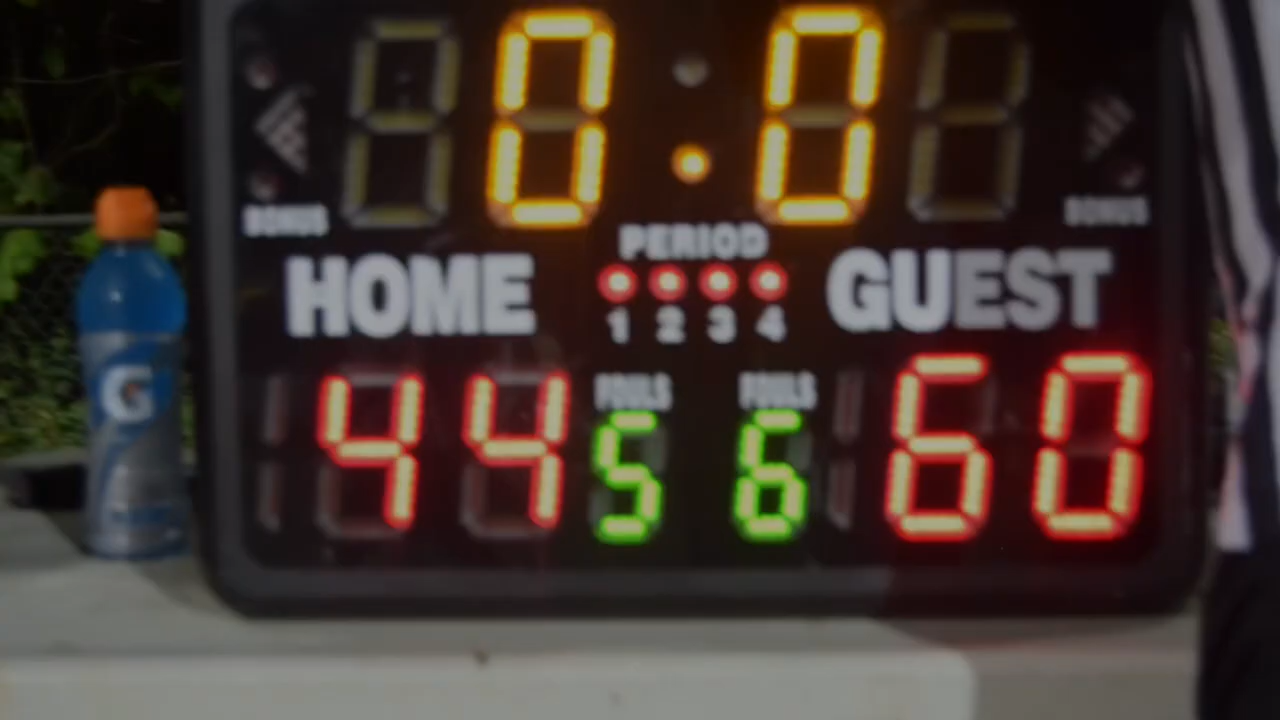 0.0
BONUS BONUS
PERIOD
HOME GUEST
1 2 3 4
FOULS FOULS
44 5 6 60
G